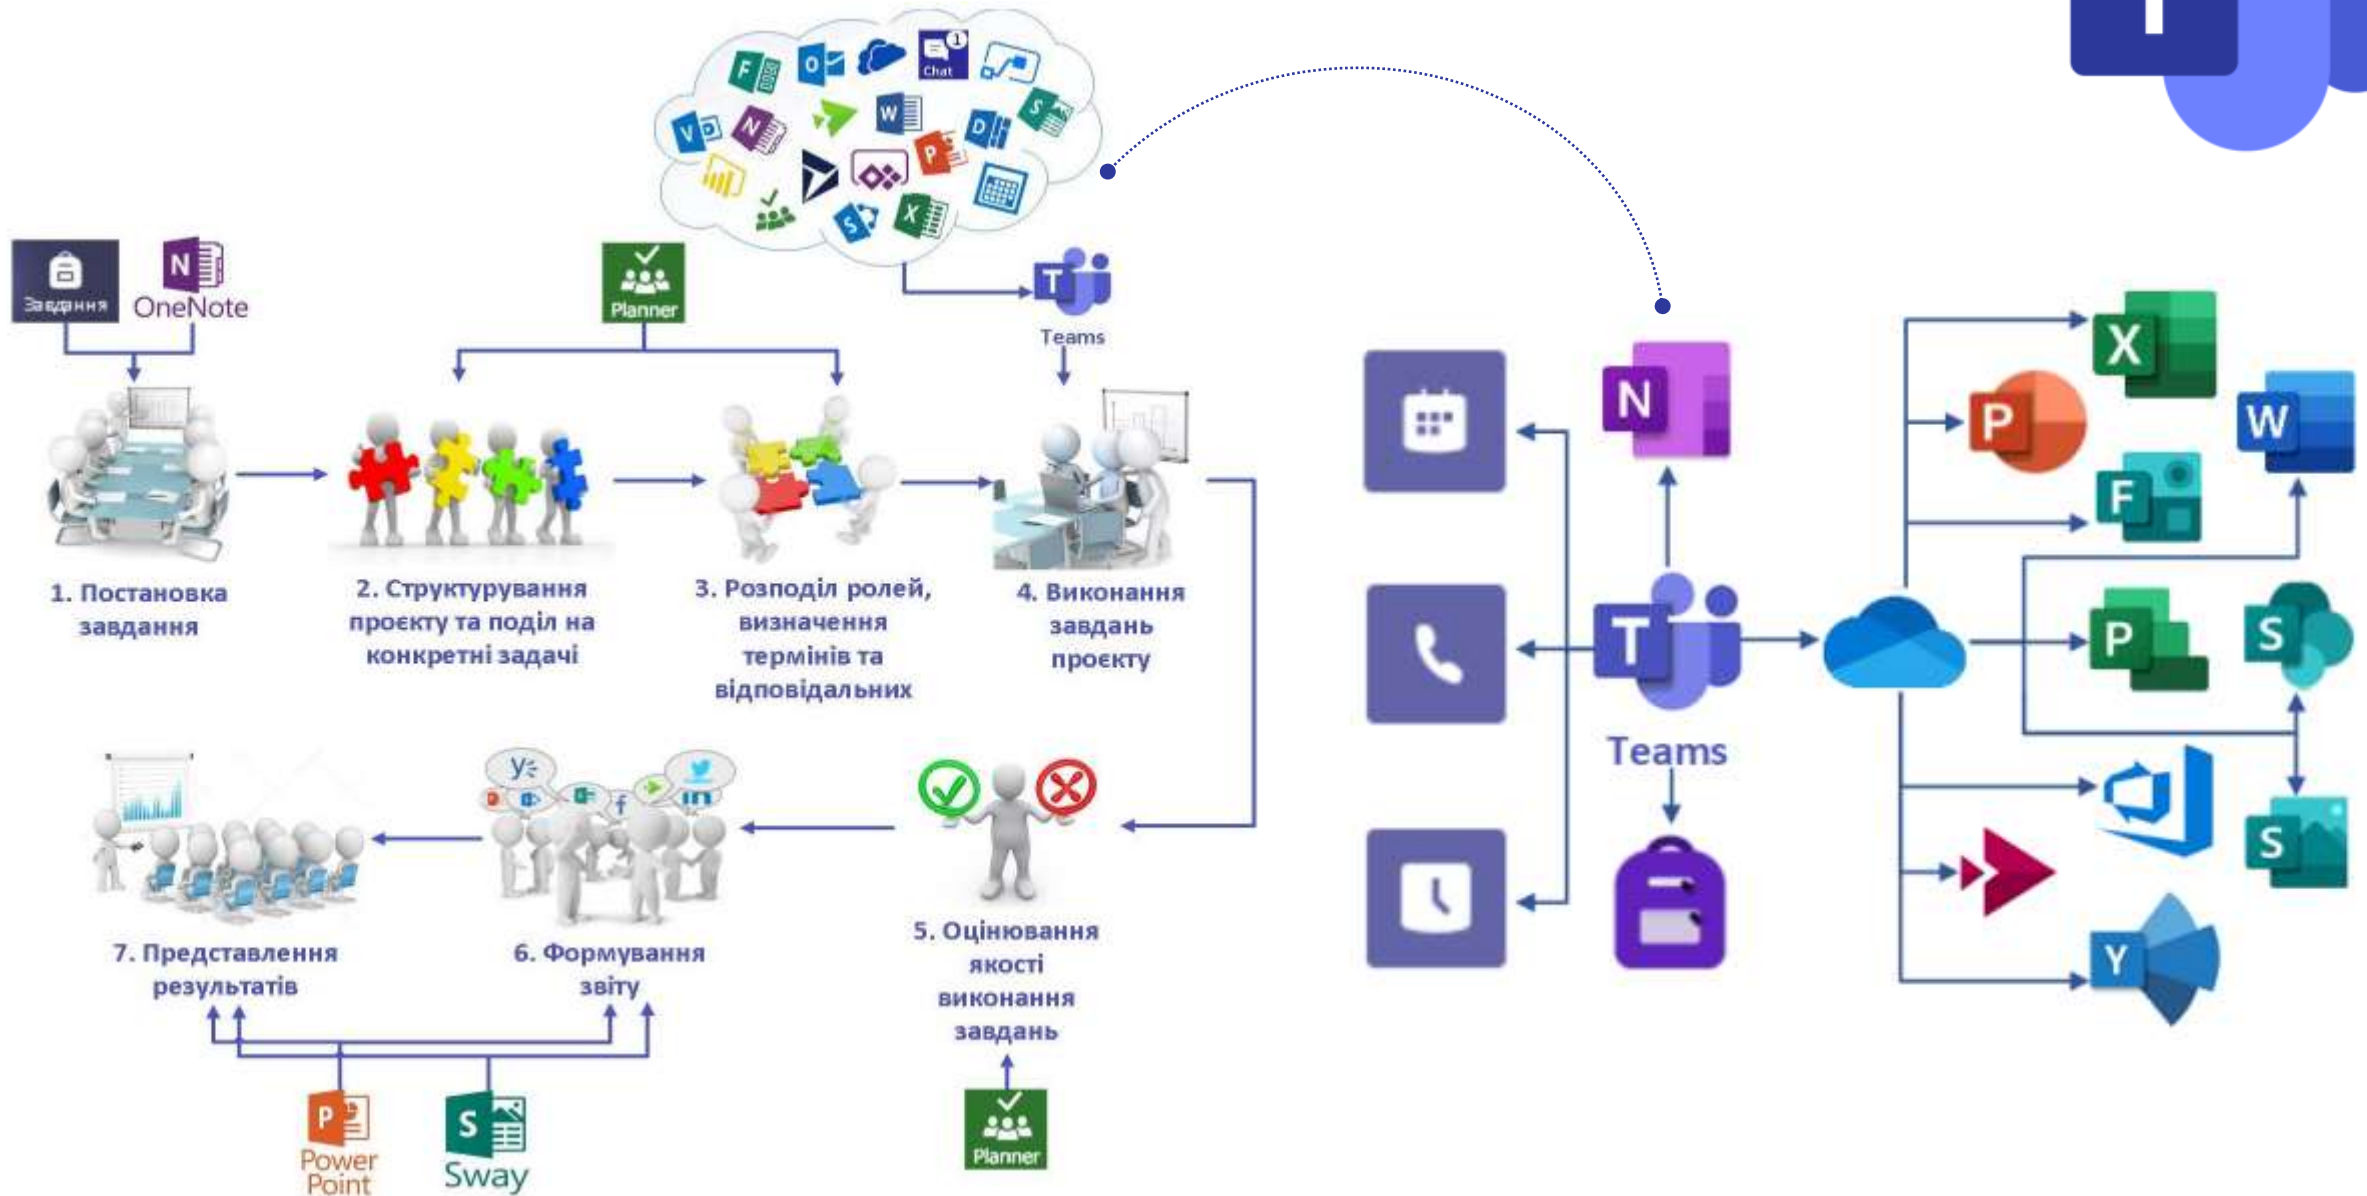 Chat
1
Завдання
OneNote
Planner
Teams
1. Постановка
завдання
2. Структурування
проєкту та поділ на
конкретні задачі
3. Розподіл ролей,
визначення
термінів та
відповідальних
4. Виконання
завдань
проєкту
7. Представлення
результатів
6. Формування
звіту
5. Оцінювання
якості
виконання
завдань
Power
Point
Sway
Planner
Teams